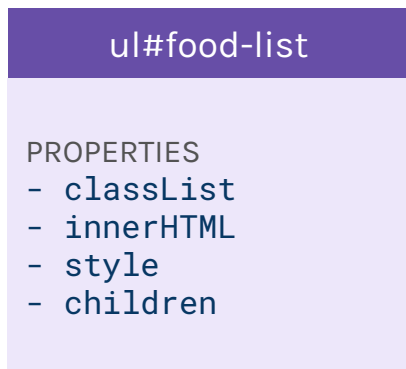 ul#food-list
PROPERTIES
- classList
- innerHTML
- style
- children